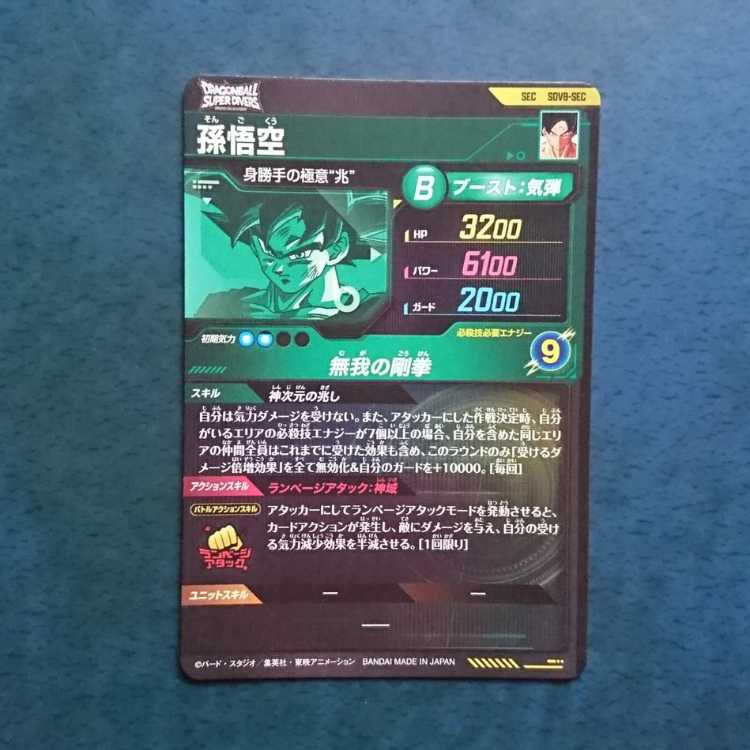 DRAGONBALL
SUPER DIVERS
SEC SDV8-SEC
そん ご くう
孫悟空
身勝手の極意“兆”
B ブースト:気弾
HP 3200
パワー 6100
ガード 2000
初期気力
必殺技必要エナジー
9
む が ごう けん
無我の剛拳
スキル 神次元の兆し
自分は気力ダメージを受けない。また、アタッカーにした作戦決定時、自分
がいるエリアの必殺技エナジーが7個以上の場合、自分を含めた同じエリ
アの仲間全員はこれまでに受けた効果も含め、このラウンドのみ「受けるダ
メージ倍増効果」を全て無効化&自分のガードを+10000。[毎回]
アクションスキル ランページアタック:神域
バトルアクションスキル
ランページ
アタック
アタッカーにしてランページアタックモードを発動させると、
カードアクションが発生し、敵にダメージを与え、自分の受け
る気力減少効果を半減させる。[1回限り]
ユニットスキル — —
—
©バード・スタジオ/集英社・東映アニメーション BANDAI MADE IN JAPAN